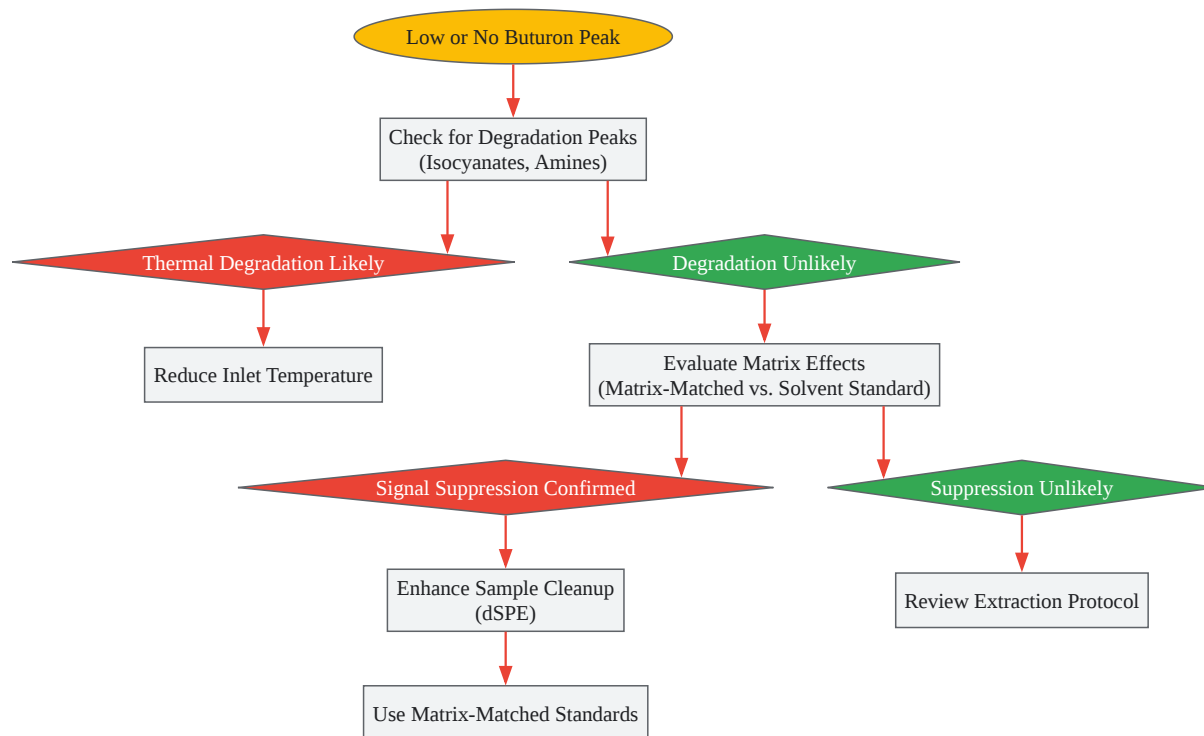 Low or No Buturon Peak
Check for Degradation Peaks
(Isocyanates, Amines)
Thermal Degradation Likely
Degradation Unlikely
Reduce Inlet Temperature
Evaluate Matrix Effects
(Matrix-Matched vs. Solvent Standard)
Signal Suppression Confirmed
Suppression Unlikely
Enhance Sample Cleanup
(dSPE)
Review Extraction Protocol
Use Matrix-Matched Standards